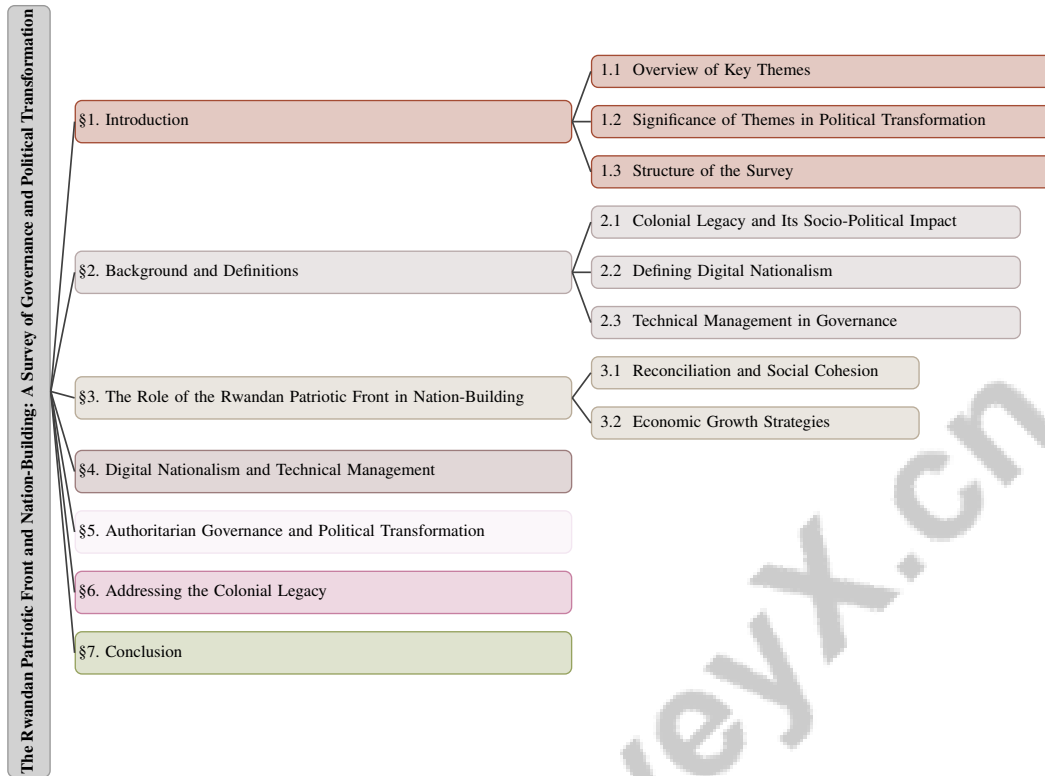 The Rwandan Patriotic Front and Nation-Building: A Survey of Governance and Political Transformation
§1. Introduction
1.1 Overview of Key Themes
1.2 Significance of Themes in Political Transformation
1.3 Structure of the Survey
§2. Background and Definitions
2.1 Colonial Legacy and Its Socio-Political Impact
2.2 Defining Digital Nationalism
2.3 Technical Management in Governance
§3. The Role of the Rwandan Patriotic Front in Nation-Building
3.1 Reconciliation and Social Cohesion
3.2 Economic Growth Strategies
§4. Digital Nationalism and Technical Management
§5. Authoritarian Governance and Political Transformation
§6. Addressing the Colonial Legacy
§7. Conclusion
veyx.cn